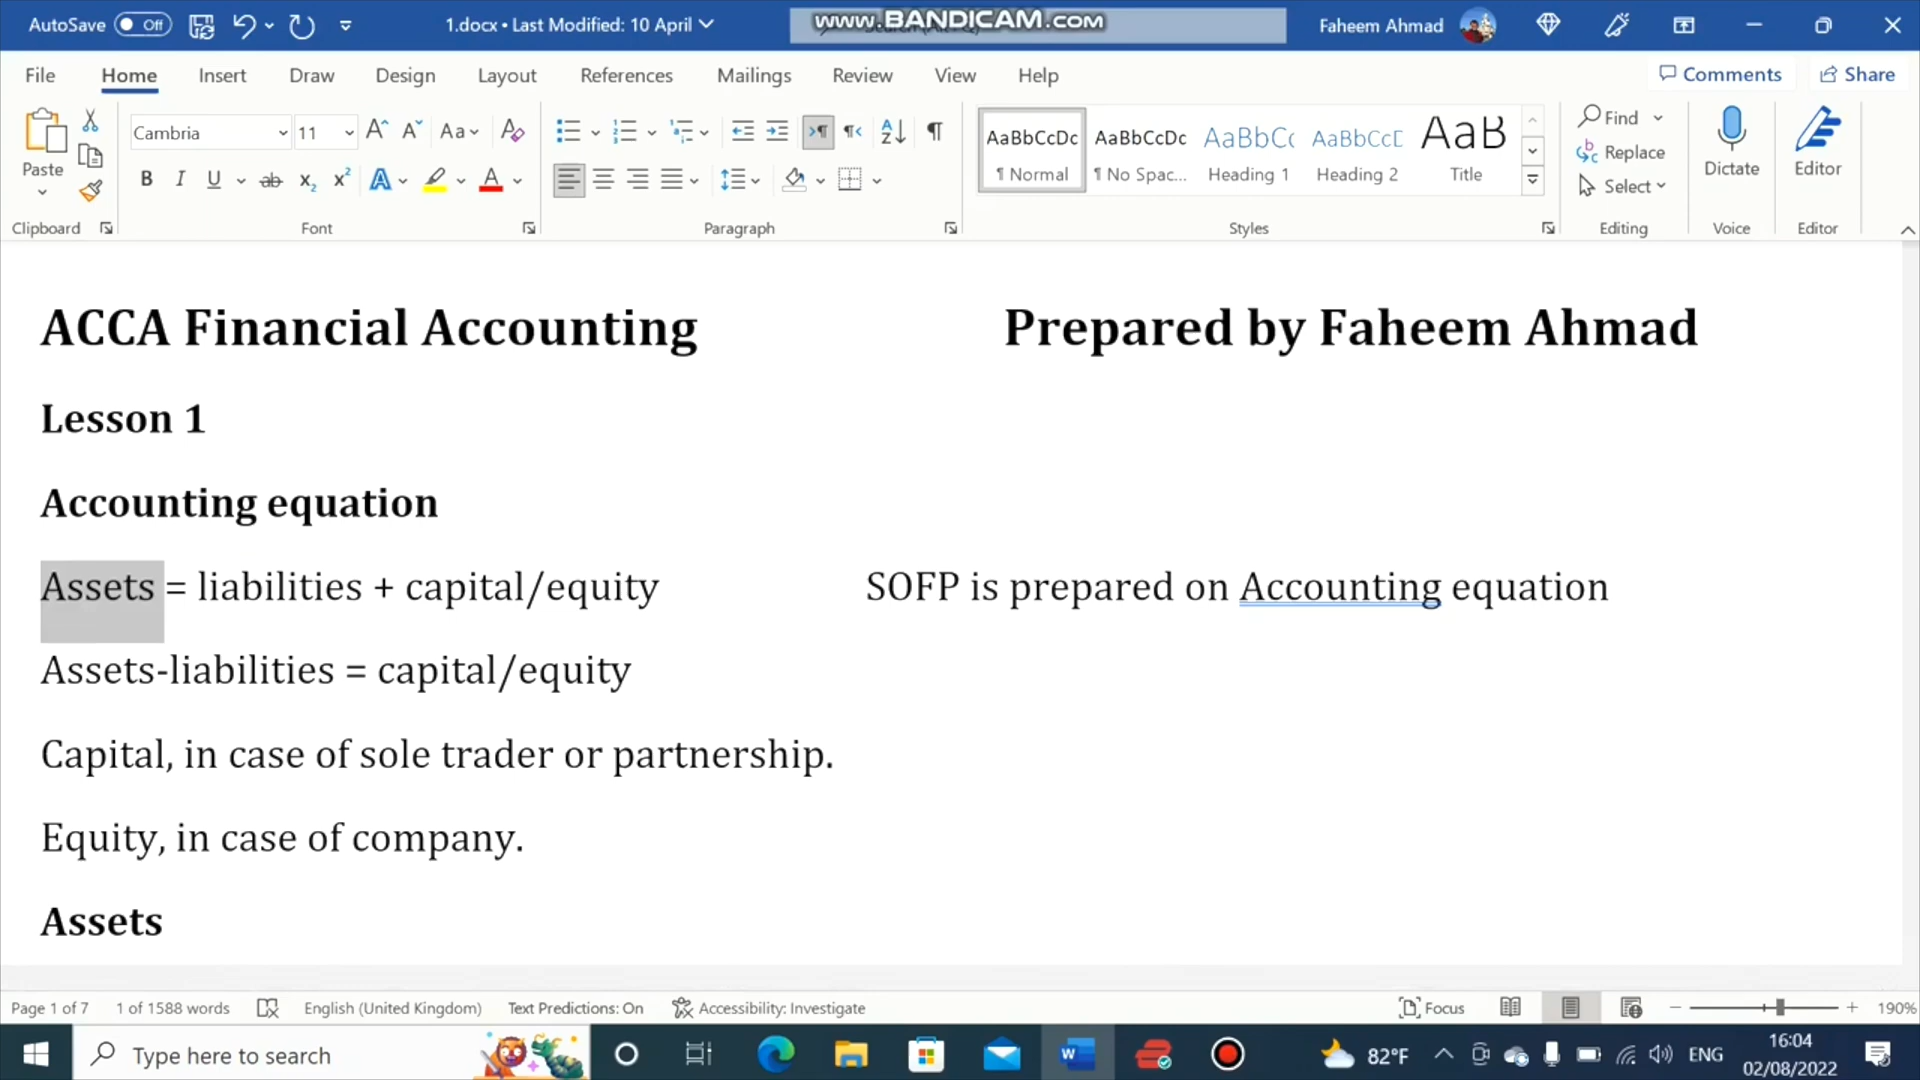 AutoSave Off 1.docx • Last Modified: 10 April www.BANDICAM.com Faheem Ahmad
File Home Insert Draw Design Layout References Mailings Review View Help Comments Share
Paste Cambria 11 Aa AaBbCcDc AaBbCcDc AaBbCc AaBbCcD AaB Find Replace Select Dictate Editor
¶ Normal ¶ No Spac... Heading 1 Heading 2 Title
Clipboard Font Paragraph Styles Editing Voice Editor
ACCA Financial Accounting Prepared by Faheem Ahmad
Lesson 1
Accounting equation
Assets = liabilities + capital/equity SOFP is prepared on Accounting equation
Assets-liabilities = capital/equity
Capital, in case of sole trader or partnership.
Equity, in case of company.
Assets
Page 1 of 7 1 of 1588 words English (United Kingdom) Text Predictions: On Accessibility: Investigate Focus 190%
Type here to search 82°F ENG 16:04
02/08/2022